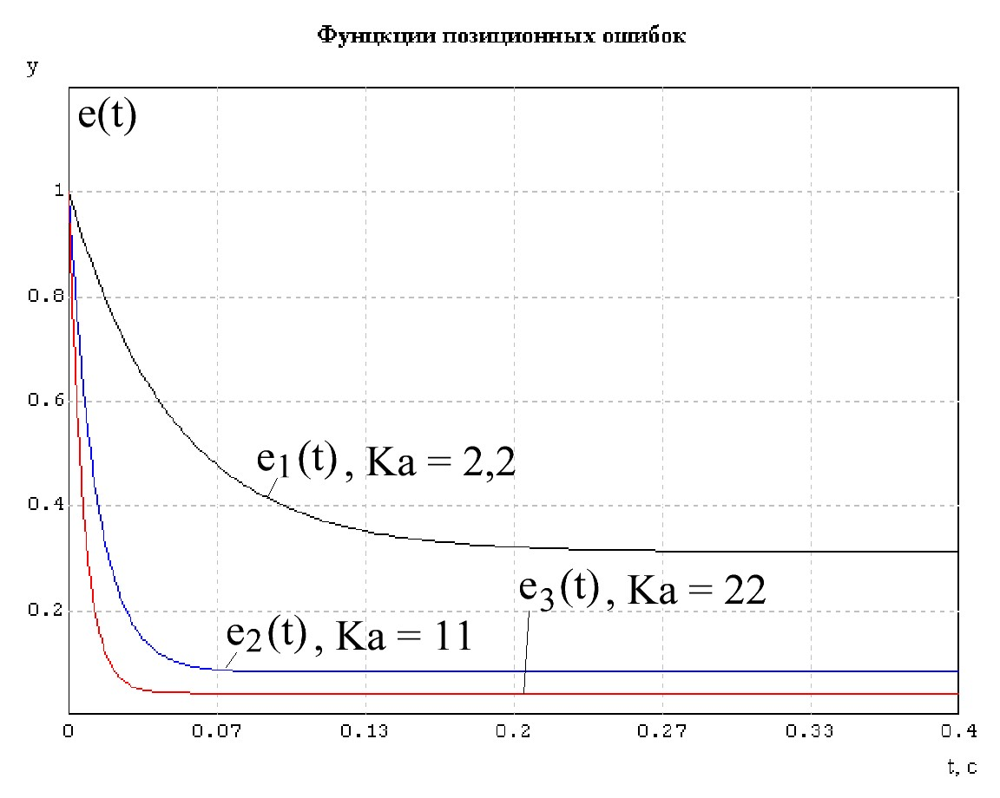 Фунцкции позиционных ошибок
y
e(t)
1
0.8
0.6
e1(t), Ka = 2,2
0.4
e3(t), Ka = 22
0.2
e2(t), Ka = 11
0 0.07 0.13 0.2 0.27 0.33 0.4
t, c